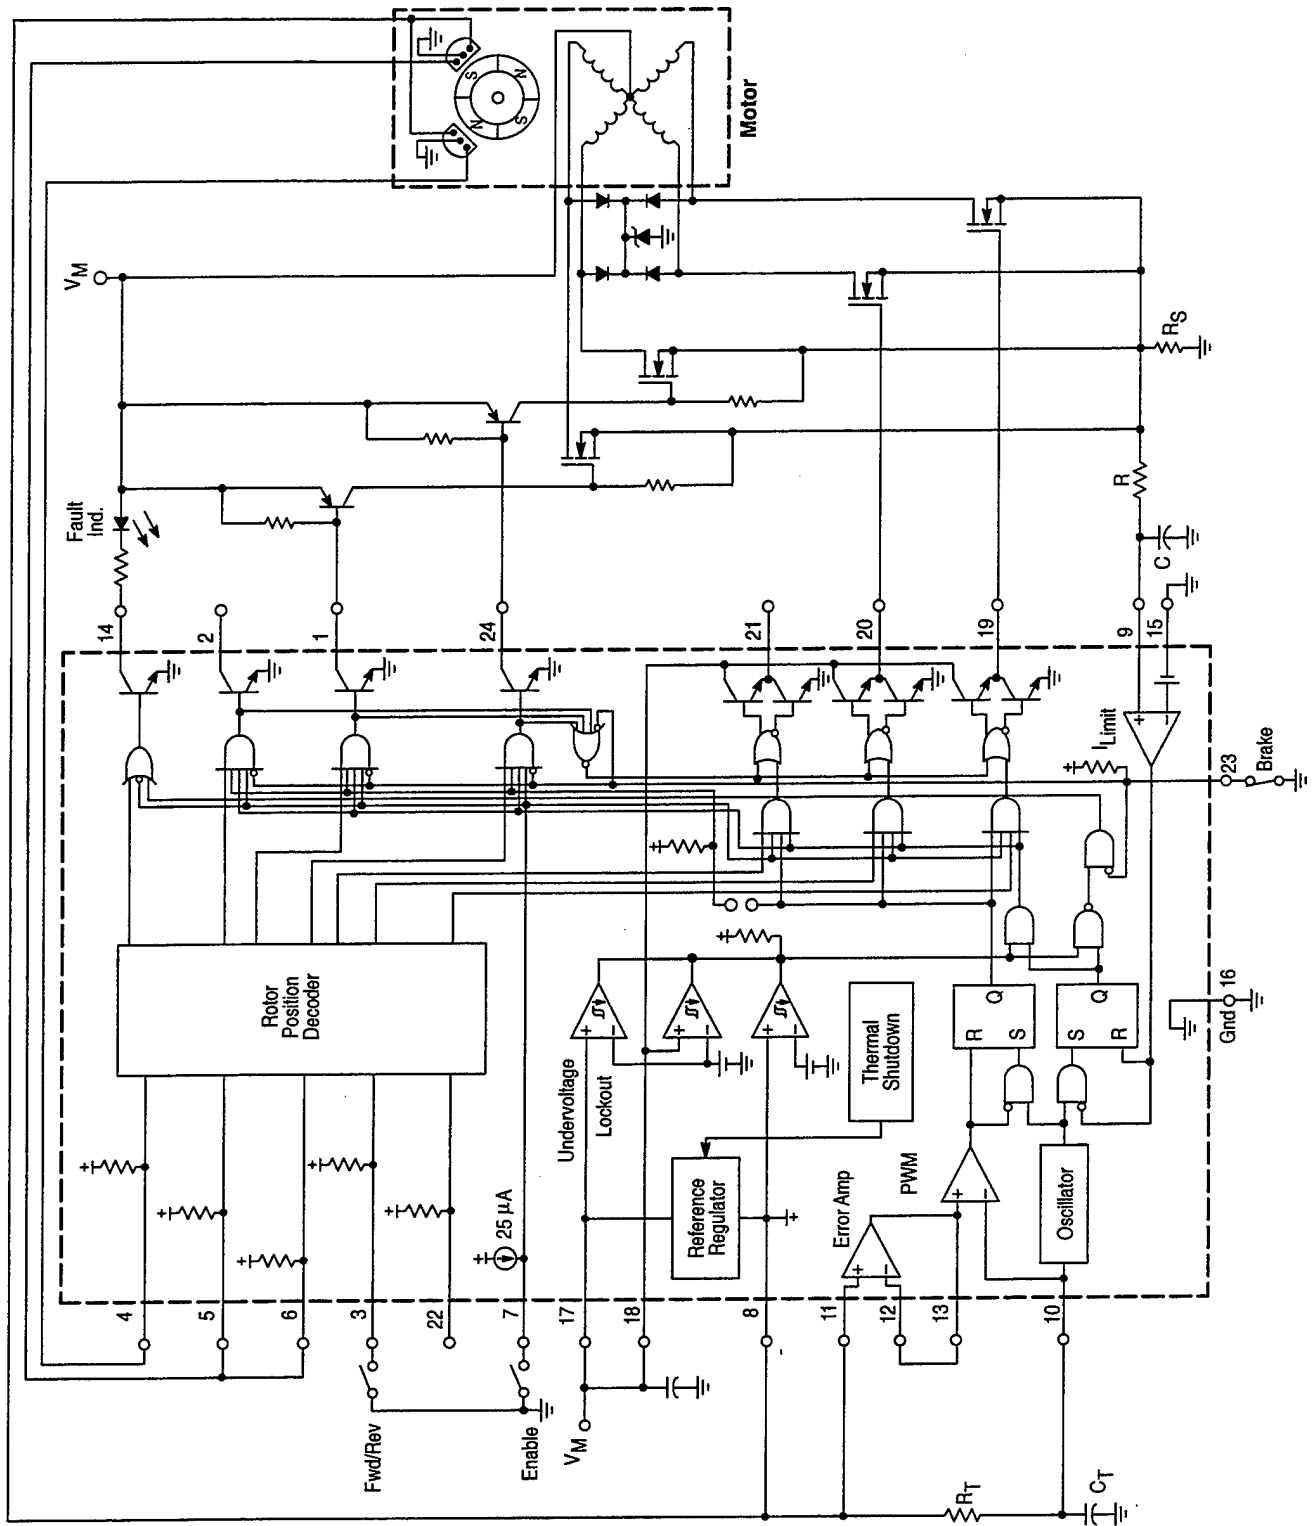 Motor
N
S
N
S
VM
RS
R
C
Fault
Ind.
14
2
1
24
21
20
19
9
15
ILimit
23
Brake
Rotor
Position
Decoder
Undervoltage
Lockout
Thermal
Shutdown
Reference
Regulator
Error Amp
PWM
Oscillator
R
S
Q
S
R
Q
Gnd 16
25 µA
4
5
6
3
22
7
17
18
8
11
12
13
10
Fwd/Rev
Enable
VM
RT
CT